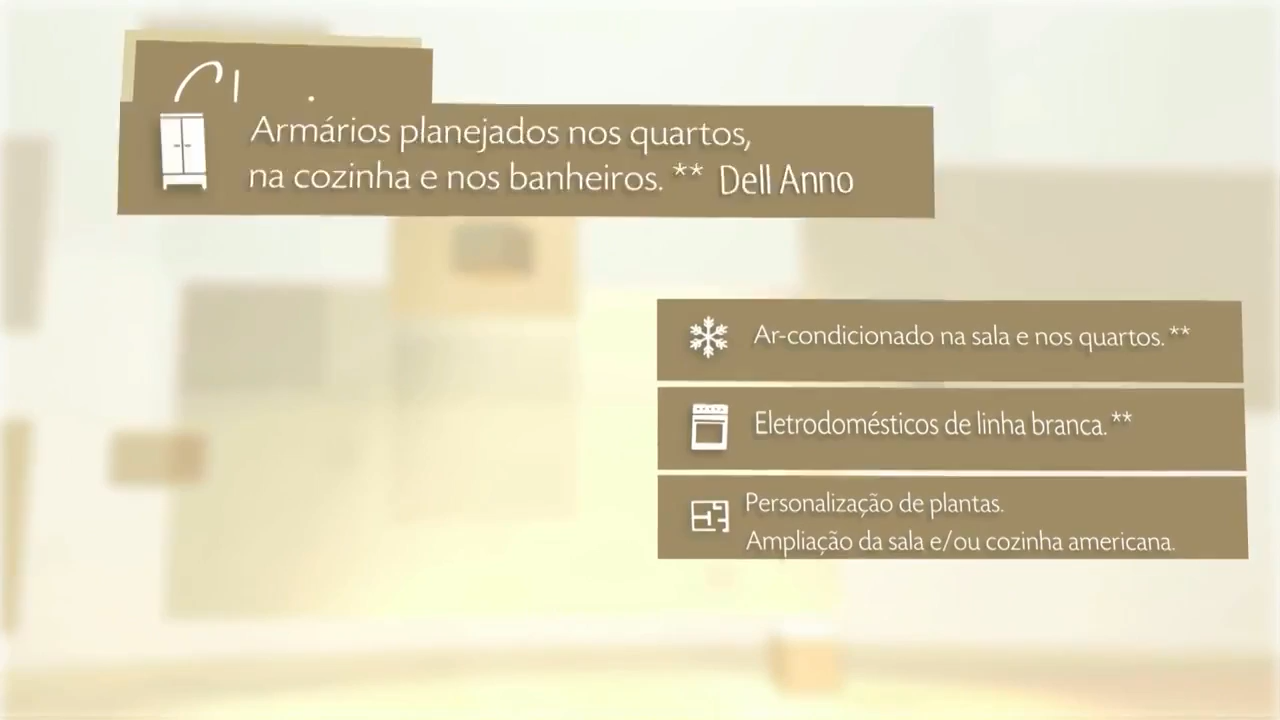 Armários planejados nos quartos,
na cozinha e nos banheiros. ** Dell Anno
Ar-condicionado na sala e nos quartos.**
Eletrodomésticos de linha branca.**
Personalização de plantas.
Ampliação da sala e/ou cozinha americana.